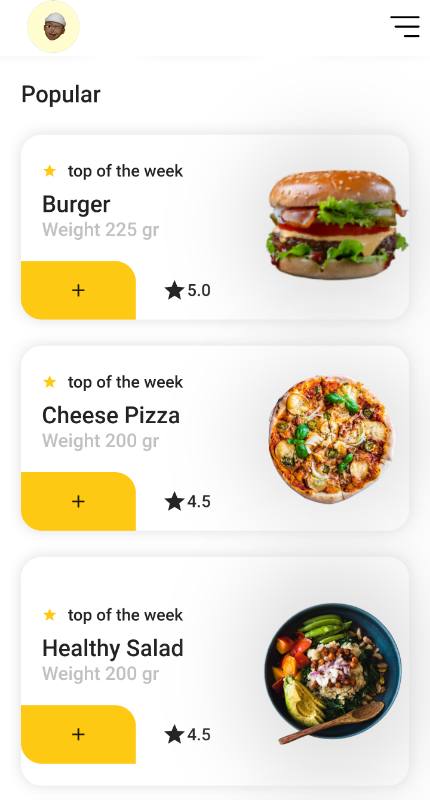 Popular
top of the week
Burger
Weight 225 gr
+
5.0
top of the week
Cheese Pizza
Weight 200 gr
+
4.5
top of the week
Healthy Salad
Weight 200 gr
+
4.5